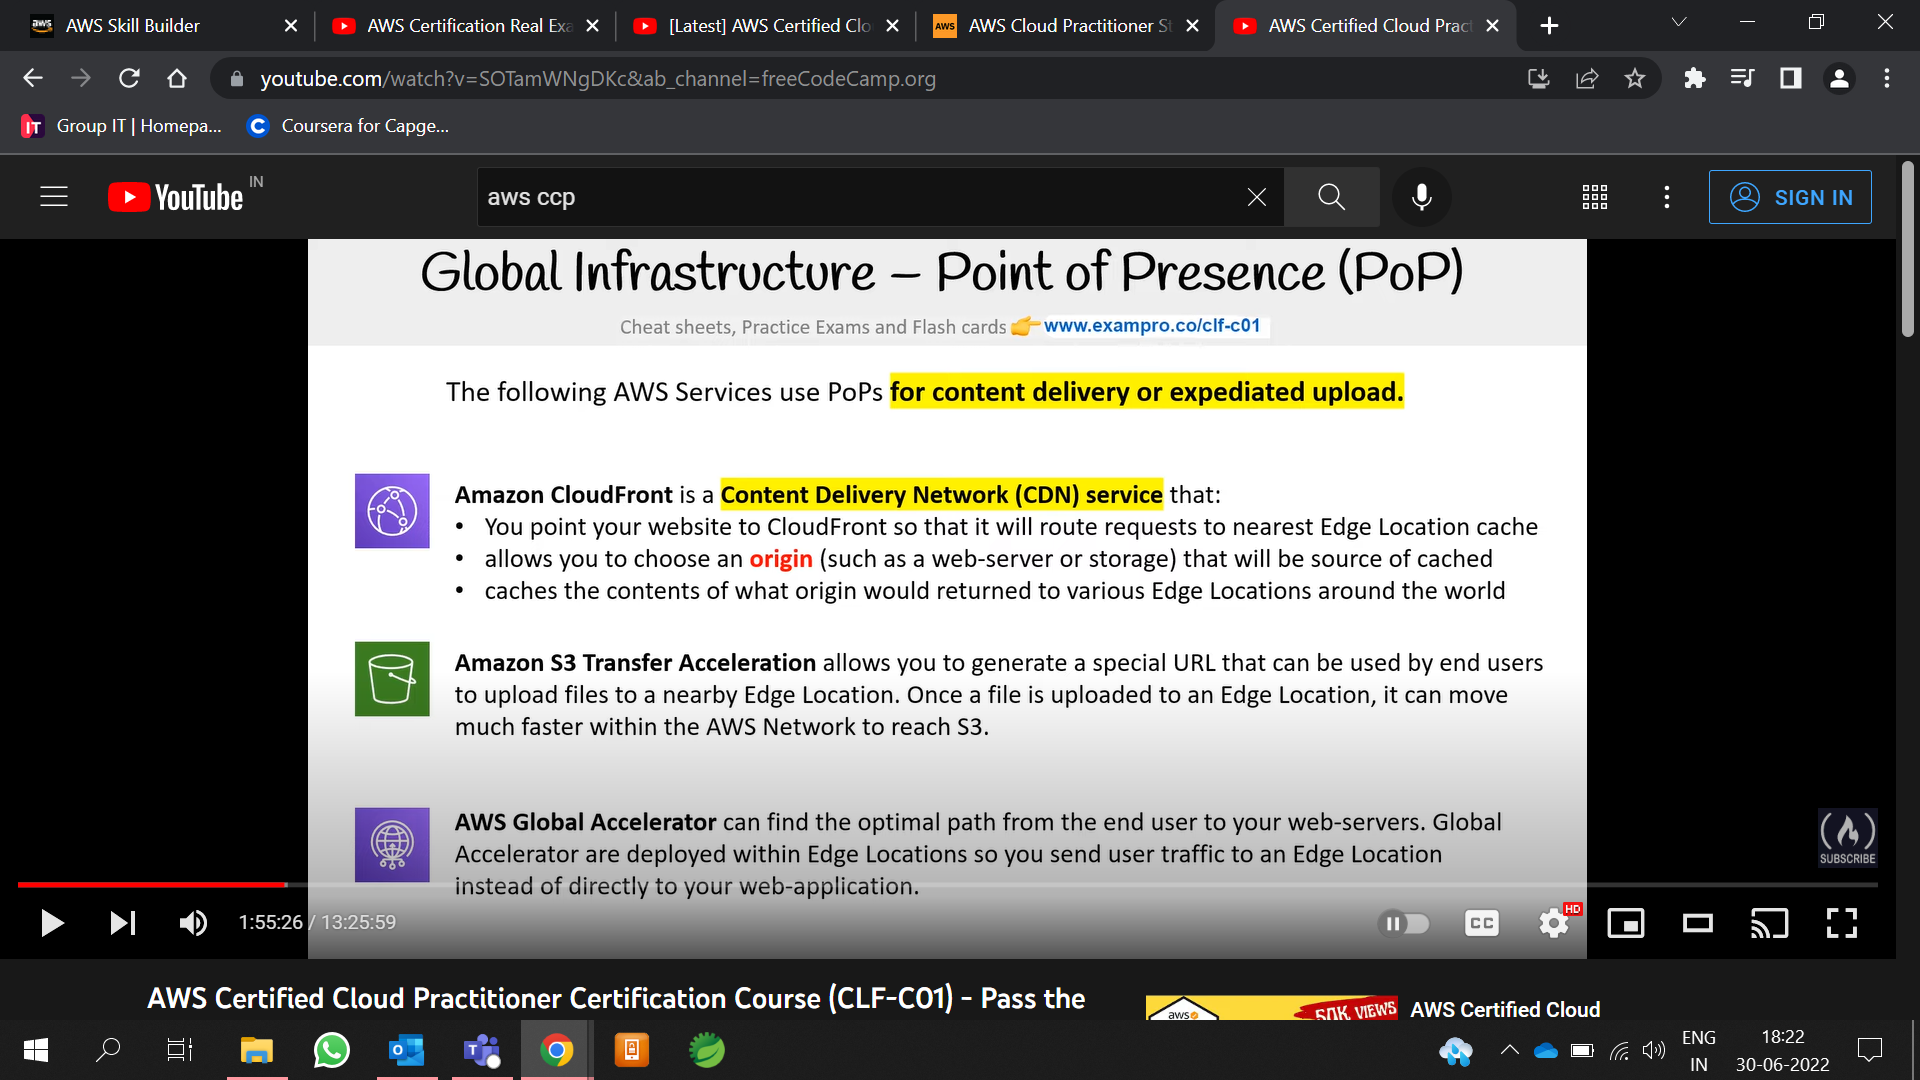 AWS Skill Builder
AWS Certification Real Exa
[Latest] AWS Certified Clo
AWS Cloud Practitioner St
AWS Certified Cloud Pract
youtube.com/watch?v=SOTamWNgDKc&ab_channel=freeCodeCamp.org
Group IT | Homepa...
Coursera for Capge...
YouTube IN
aws ccp
SIGN IN
Global Infrastructure – Point of Presence (PoP)
Cheat sheets, Practice Exams and Flash cards 👉 www.exampro.co/clf-c01
The following AWS Services use PoPs for content delivery or expediated upload.
Amazon CloudFront is a Content Delivery Network (CDN) service that:
• You point your website to CloudFront so that it will route requests to nearest Edge Location cache
• allows you to choose an origin (such as a web-server or storage) that will be source of cached
• caches the contents of what origin would returned to various Edge Locations around the world
Amazon S3 Transfer Acceleration allows you to generate a special URL that can be used by end users
to upload files to a nearby Edge Location. Once a file is uploaded to an Edge Location, it can move
much faster within the AWS Network to reach S3.
AWS Global Accelerator can find the optimal path from the end user to your web-servers. Global
Accelerator are deployed within Edge Locations so you send user traffic to an Edge Location
instead of directly to your web-application.
SUBSCRIBE
1:55:26 / 13:25:59
CC
HD
AWS Certified Cloud Practitioner Certification Course (CLF-C01) - Pass the
aws
50K VIEWS
AWS Certified Cloud
ENG
IN
18:22
30-06-2022